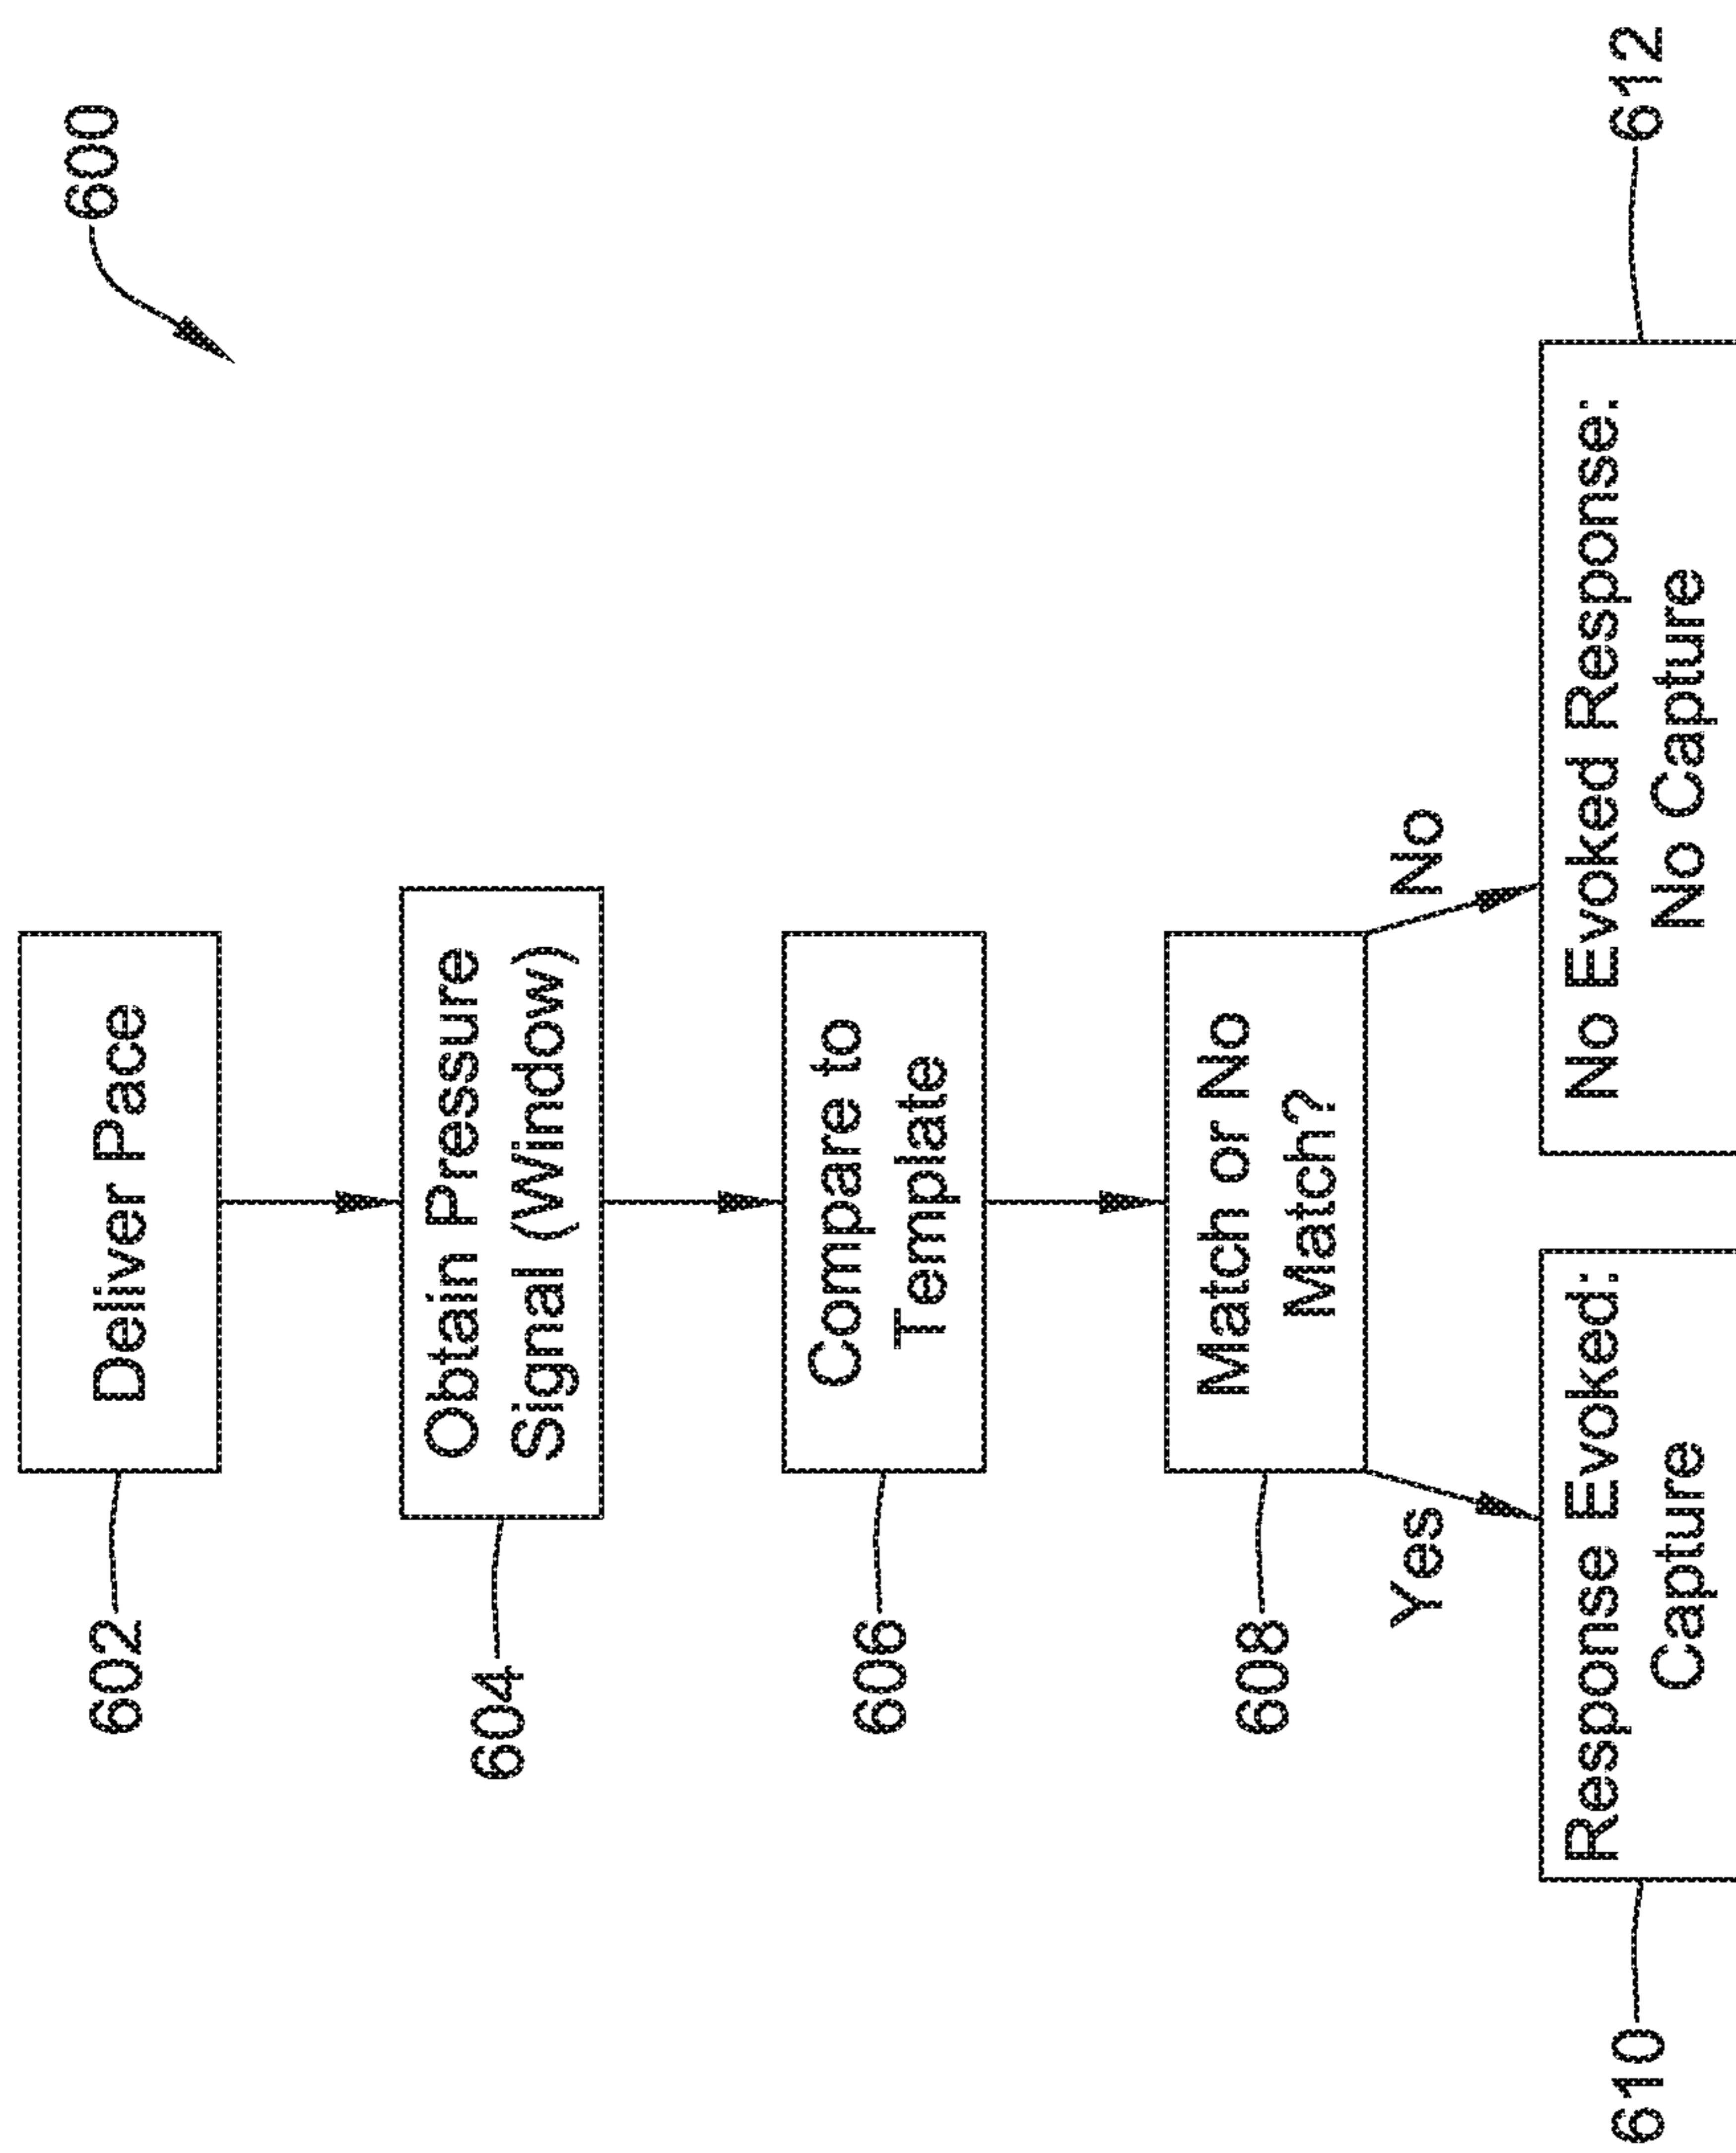 600
602
Deliver Pace
604
Obtain Pressure
Signal (Window)
606
Compare to
Template
608
Match or No
Match?
Yes
No
610
Response Evoked:
Capture
No Evoked Response:
No Capture
612